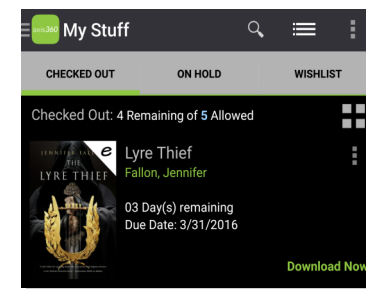 axis360 My Stuff
CHECKED OUT ON HOLD WISHLIST
Checked Out: 4 Remaining of 5 Allowed
e
THE
LYRE THIEF
Lyre Thief
Fallon, Jennifer
03 Day(s) remaining
Due Date: 3/31/2016
Download Now